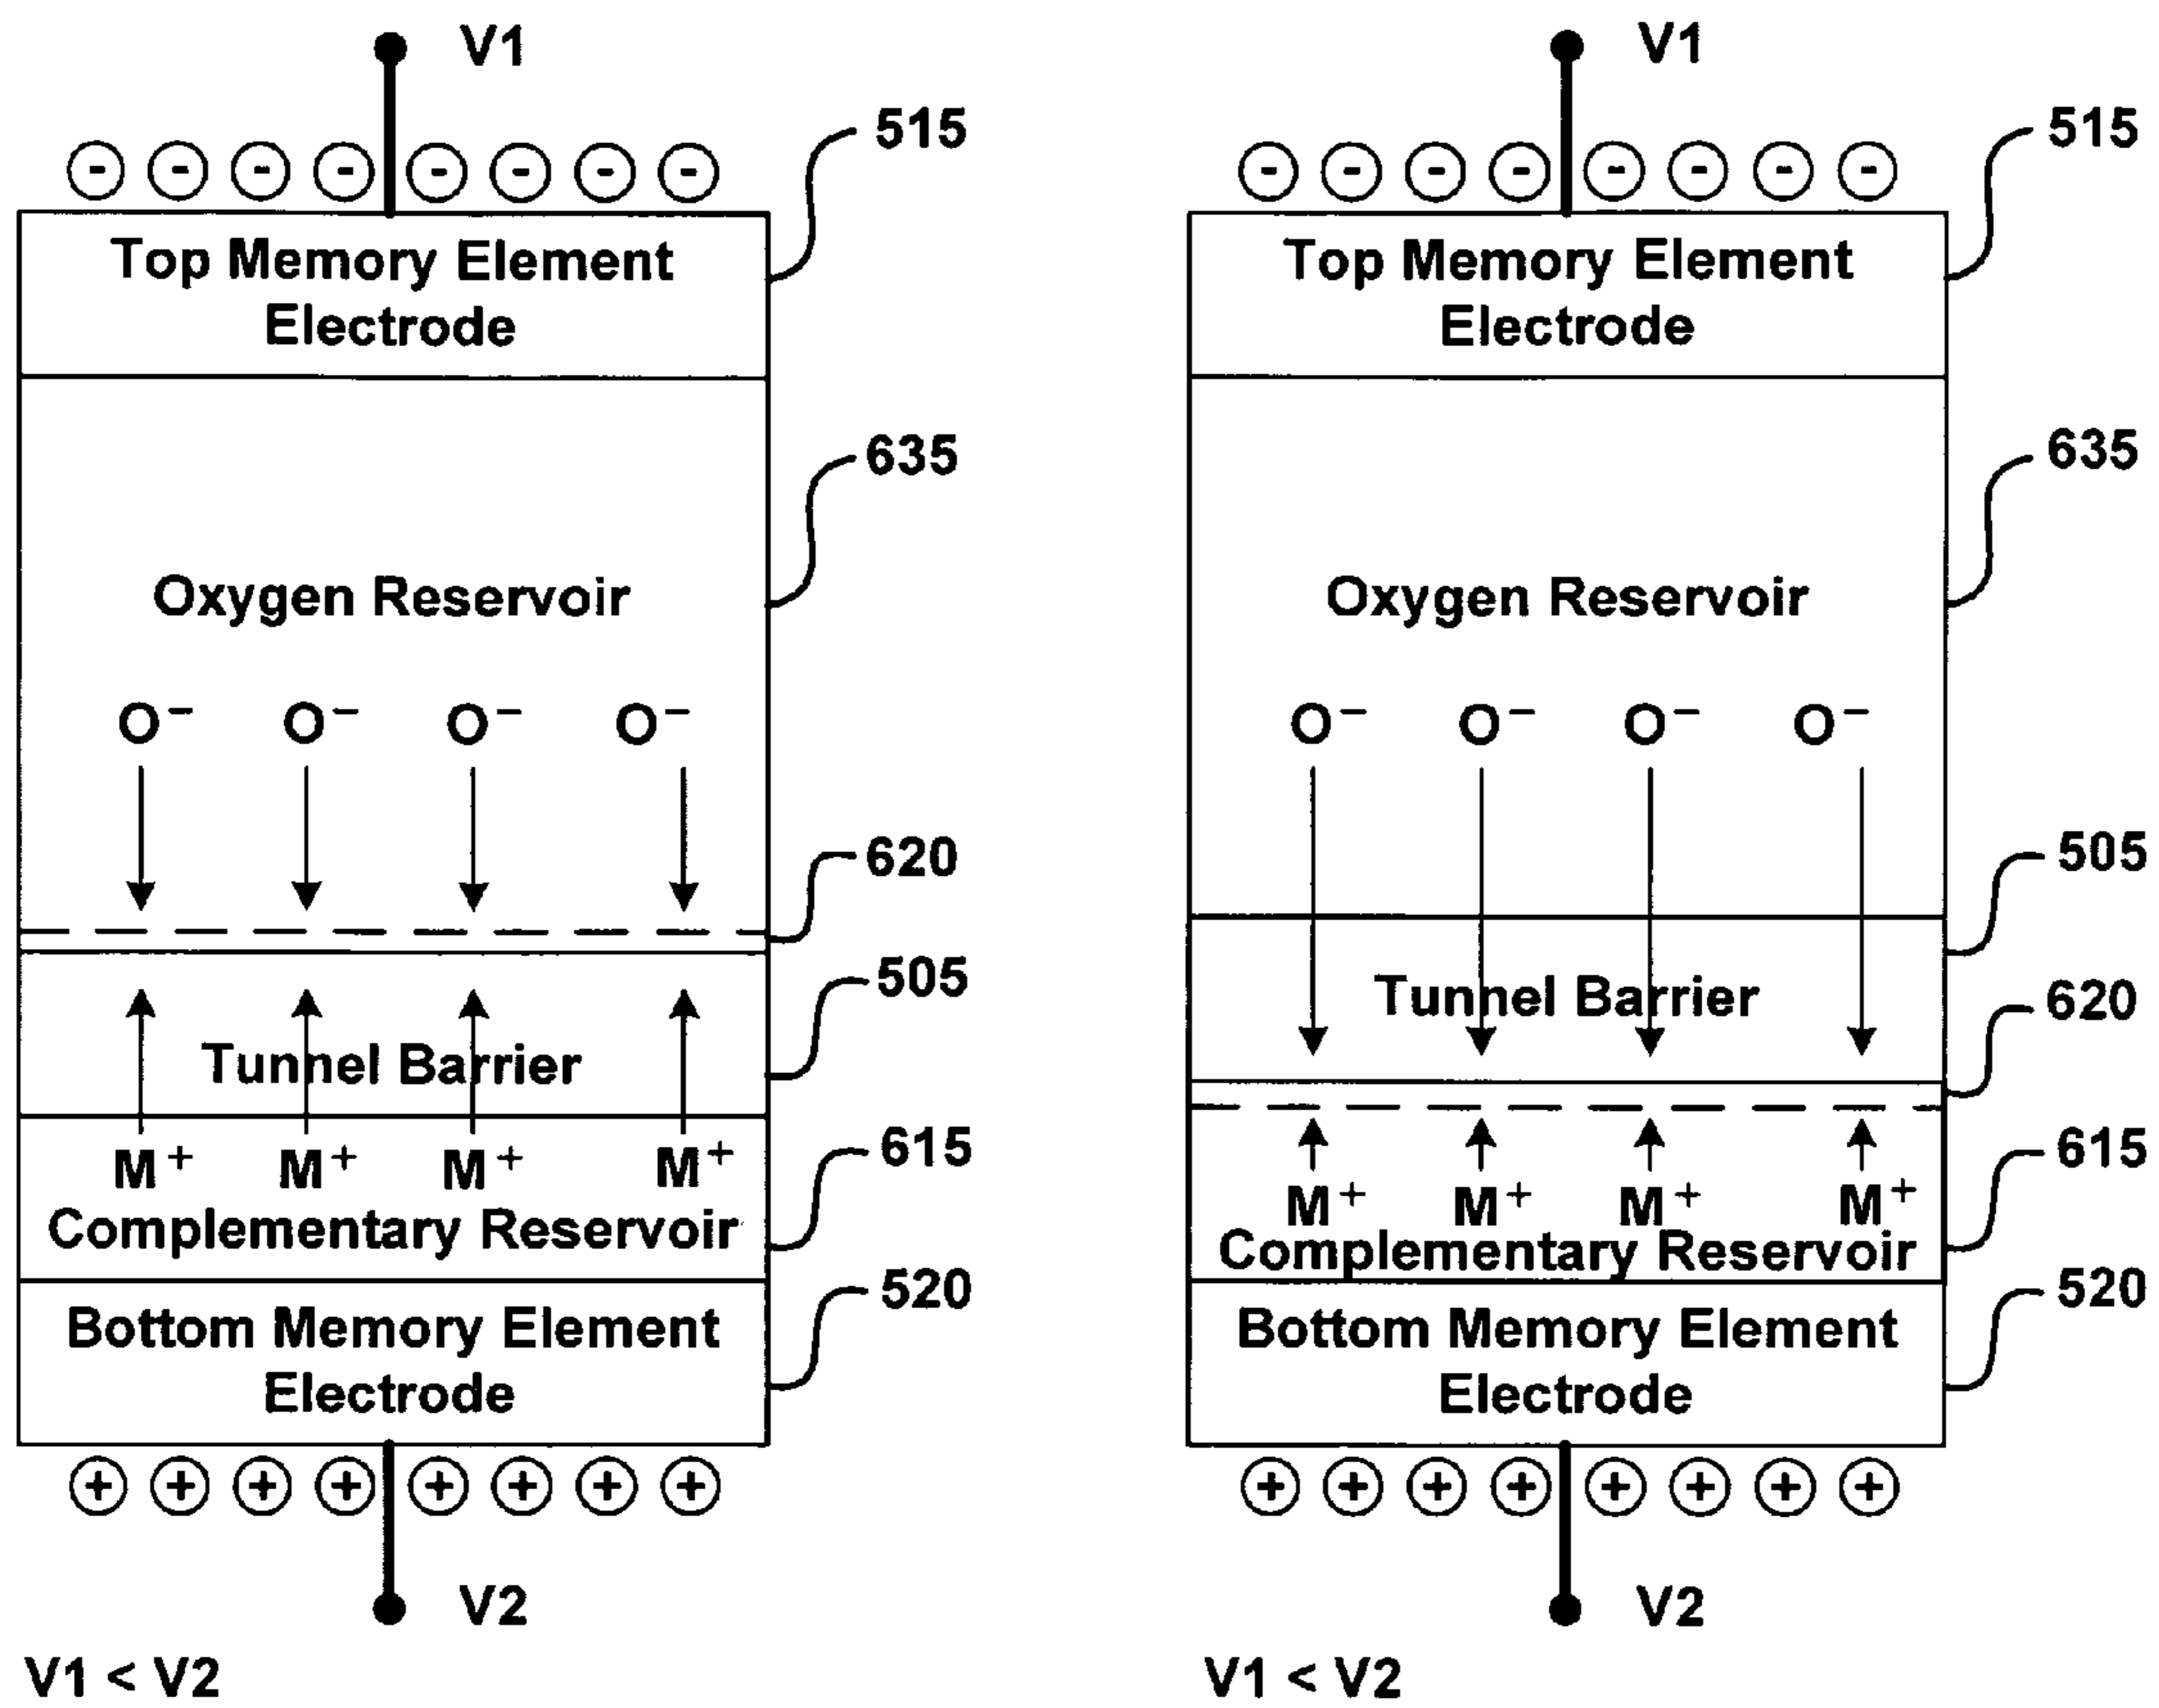 V1
515
- - - - - - - -
Top Memory Element
Electrode
635
Oxygen Reservoir
O⁻ O⁻ O⁻ O⁻
620
505
Tunnel Barrier
615
M⁺ M⁺ M⁺ M⁺
Complementary Reservoir
520
Bottom Memory Element
Electrode
+ + + + + + + +
V2
V1 < V2
V1
515
- - - - - - - -
Top Memory Element
Electrode
635
Oxygen Reservoir
O⁻ O⁻ O⁻ O⁻
505
Tunnel Barrier
620
615
M⁺ M⁺ M⁺ M⁺
Complementary Reservoir
520
Bottom Memory Element
Electrode
+ + + + + + + +
V2
V1 < V2